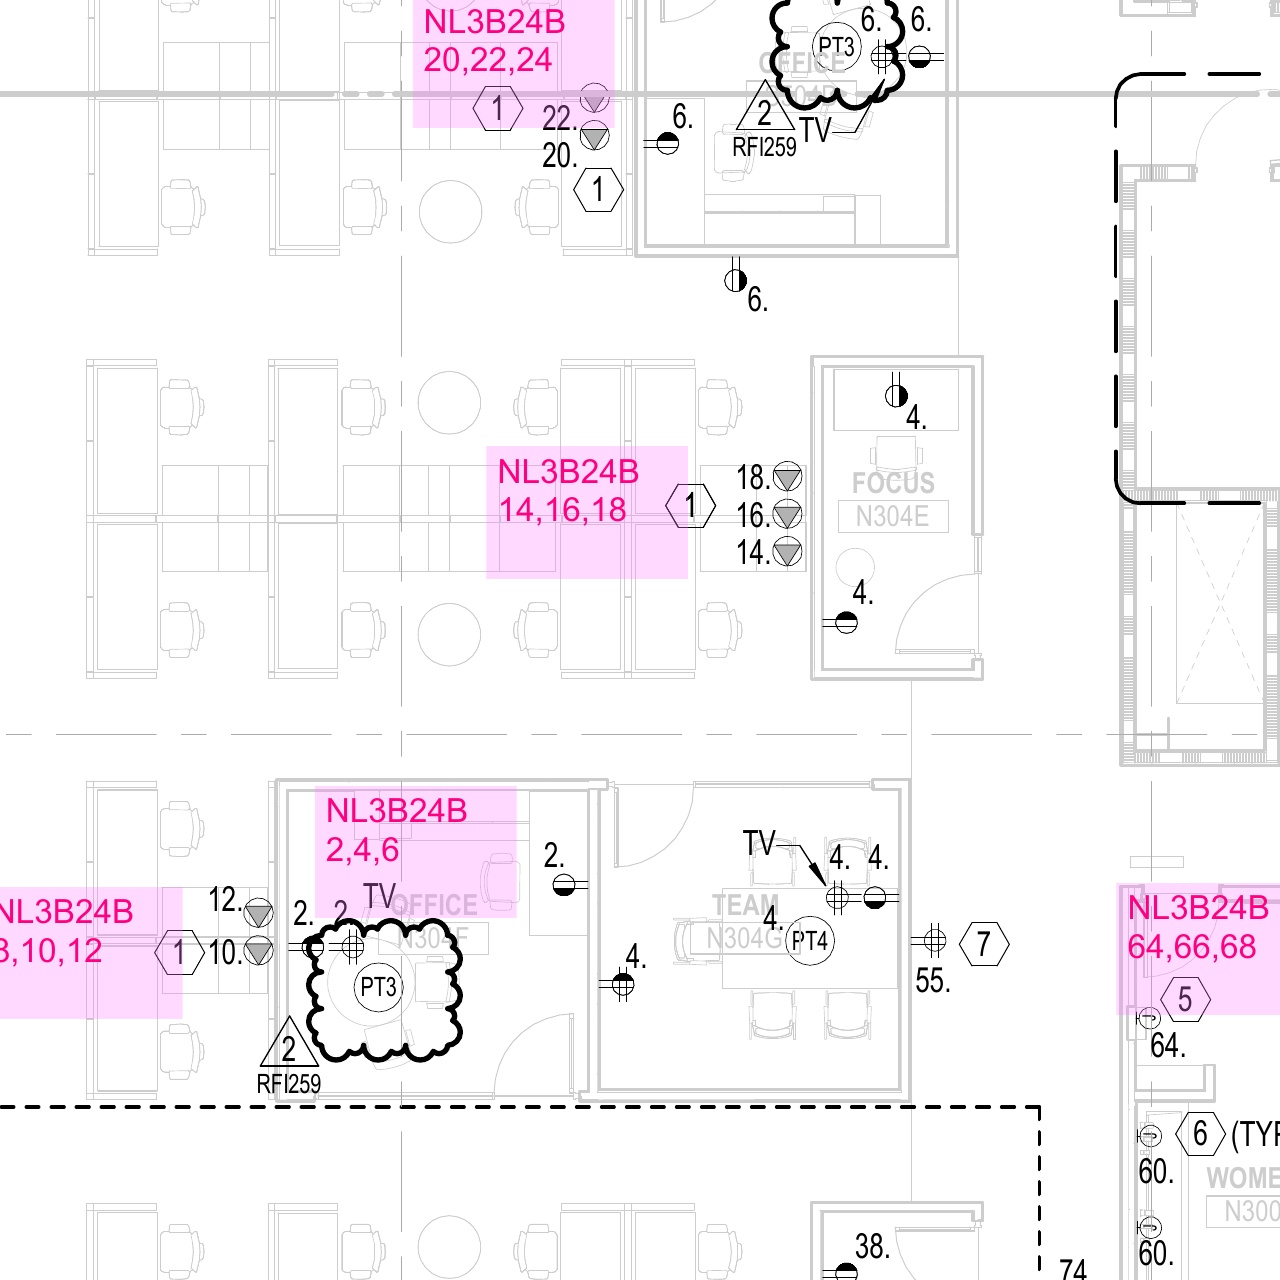 NL3B24B
20,22,24
1
22.
20.
1
6.
6.
PT3
OFFICE
2
RFI259
TV
6.
6.
4.
FOCUS
N304E
NL3B24B
14,16,18
1
18.
16.
14.
4.
NL3B24B
2,4,6
TV
OFFICE
N304F
2.
2.
2.
PT3
2
RFI259
NL3B24B
8,10,12
1
12.
10.
TV
4.
4.
TEAM
N304G
4.
PT4
4.
55.
7
NL3B24B
64,66,68
5
64.
6
(TYP
60.
WOME
N300
60.
38.
74